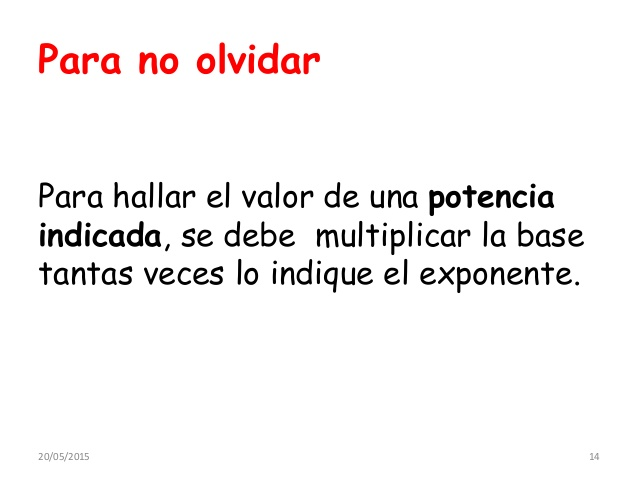 Para no olvidar
Para hallar el valor de una potencia
indicada, se debe  multiplicar la base
tantas veces lo indique el exponente.
20/05/2015
14